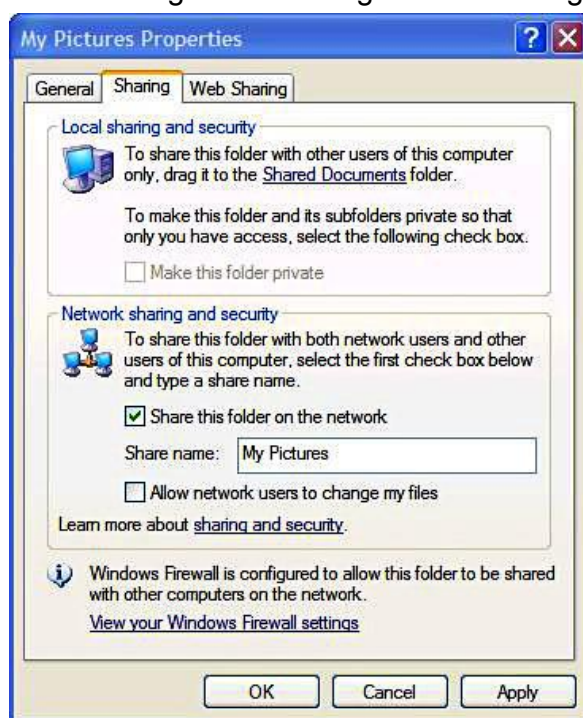 My Pictures Properties
General Sharing Web Sharing
Local sharing and security
To share this folder with other users of this computer
only, drag it to the Shared Documents folder.
To make this folder and its subfolders private so that
only you have access, select the following check box.
Make this folder private
Network sharing and security
To share this folder with both network users and other
users of this computer, select the first check box below
and type a share name.
Share this folder on the network
Share name: My Pictures
Allow network users to change my files
Learn more about sharing and security.
Windows Firewall is configured to allow this folder to be shared
with other computers on the network.
View your Windows Firewall settings
OK Cancel Apply